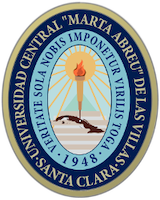 UNIVERSIDAD CENTRAL "MARTA ABREU" DE LAS VILLAS
SANTA CLARA
VERITATE SOLA NOBIS IMPONETUR VIRILIS TOGA
·1948·